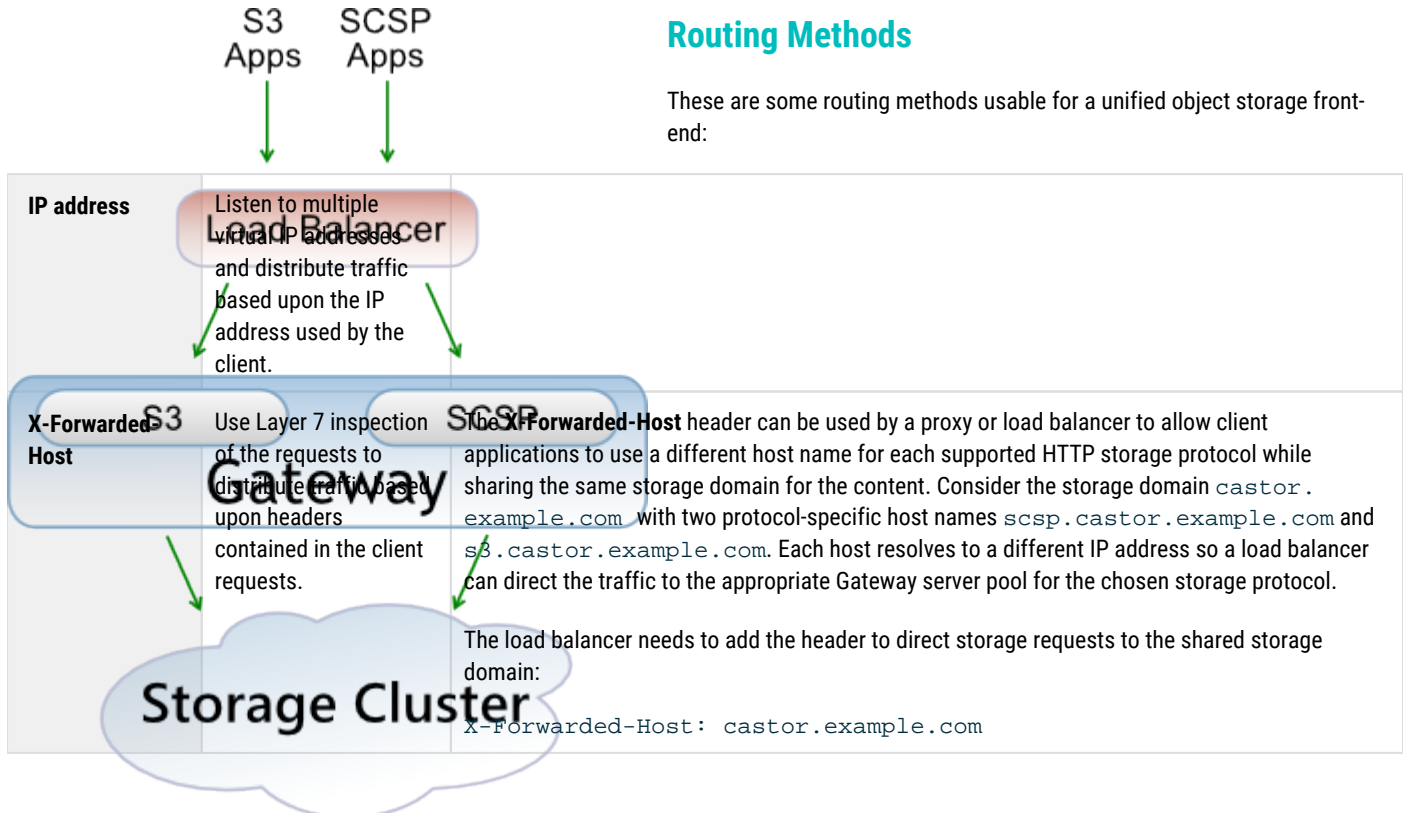 S3 Apps
SCSP Apps
Routing Methods
These are some routing methods usable for a unified object storage front-
end:
IP address
Listen to multiple
virtual IP addresses
and distribute traffic
based upon the IP
address used by the
client.
Load Balancer
X-Forwarded-
Host
Use Layer 7 inspection
of the requests to
distribute traffic based
upon headers
contained in the client
requests.
S3
SCSP
Gateway
The X-Forwarded-Host header can be used by a proxy or load balancer to allow client
applications to use a different host name for each supported HTTP storage protocol while
sharing the same storage domain for the content. Consider the storage domain castor.
example.com with two protocol-specific host names scsp.castor.example.com and
s3.castor.example.com. Each host resolves to a different IP address so a load balancer
can direct the traffic to the appropriate Gateway server pool for the chosen storage protocol.
The load balancer needs to add the header to direct storage requests to the shared storage
domain:
X-Forwarded-Host: castor.example.com
Storage Cluster